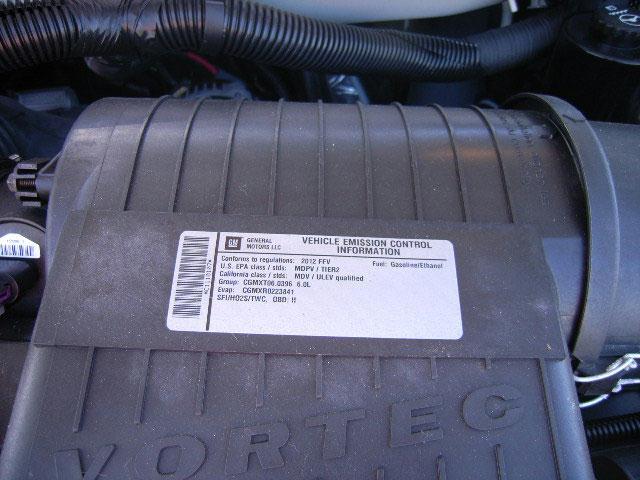 GM GENERAL MOTORS LLC
VEHICLE EMISSION CONTROL INFORMATION
Conforms to regulations: 2012 FFV Fuel: Gasoline/Ethanol
U.S. EPA class / stds: MDPV / TIER2
California class / stds: MDV / ULEV qualified
Group: CGMXT06.0396 6.0L
Evap: CGMXR0223841
SFI/HO2S/TWC, OBD: II
VORTEC